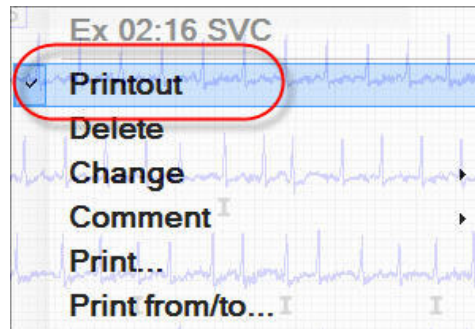 Ex 02:16 SVC
Printout
Delete
Change
Comment
I
Print...
Print from/to...
I
I